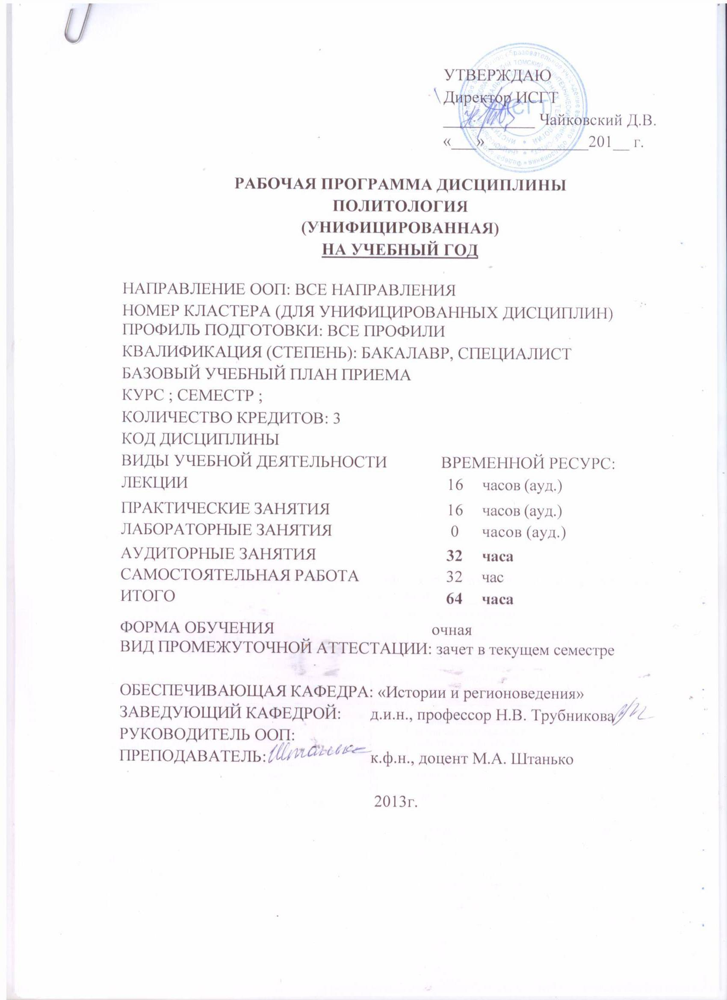 УТВЕРЖДАЮ
Директор ИСГТ
___________ Чайковский Д.В.
«___» ____________201__ г.
РАБОЧАЯ ПРОГРАММА ДИСЦИПЛИНЫ
ПОЛИТОЛОГИЯ
(УНИФИЦИРОВАННАЯ)
НА УЧЕБНЫЙ ГОД
НАПРАВЛЕНИЕ ООП: ВСЕ НАПРАВЛЕНИЯ
НОМЕР КЛАСТЕРА (ДЛЯ УНИФИЦИРОВАННЫХ ДИСЦИПЛИН)
ПРОФИЛЬ ПОДГОТОВКИ: ВСЕ ПРОФИЛИ
КВАЛИФИКАЦИЯ (СТЕПЕНЬ): БАКАЛАВР, СПЕЦИАЛИСТ
БАЗОВЫЙ УЧЕБНЫЙ ПЛАН ПРИЕМА
КУРС ; СЕМЕСТР ;
КОЛИЧЕСТВО КРЕДИТОВ: 3
КОД ДИСЦИПЛИНЫ
ВИДЫ УЧЕБНОЙ ДЕЯТЕЛЬНОСТИ ВРЕМЕННОЙ РЕСУРС:
ЛЕКЦИИ 16 часов (ауд.)
ПРАКТИЧЕСКИЕ ЗАНЯТИЯ 16 часов (ауд.)
ЛАБОРАТОРНЫЕ ЗАНЯТИЯ 0 часов (ауд.)
АУДИТОРНЫЕ ЗАНЯТИЯ 32 часа
САМОСТОЯТЕЛЬНАЯ РАБОТА 32 час
ИТОГО 64 часа
ФОРМА ОБУЧЕНИЯ очная
ВИД ПРОМЕЖУТОЧНОЙ АТТЕСТАЦИИ: зачет в текущем семестре
ОБЕСПЕЧИВАЮЩАЯ КАФЕДРА: «Истории и регионоведения»
ЗАВЕДУЮЩИЙ КАФЕДРОЙ: д.и.н., профессор Н.В. Трубникова
РУКОВОДИТЕЛЬ ООП:
ПРЕПОДАВАТЕЛЬ: к.ф.н., доцент М.А. Штанько
2013г.